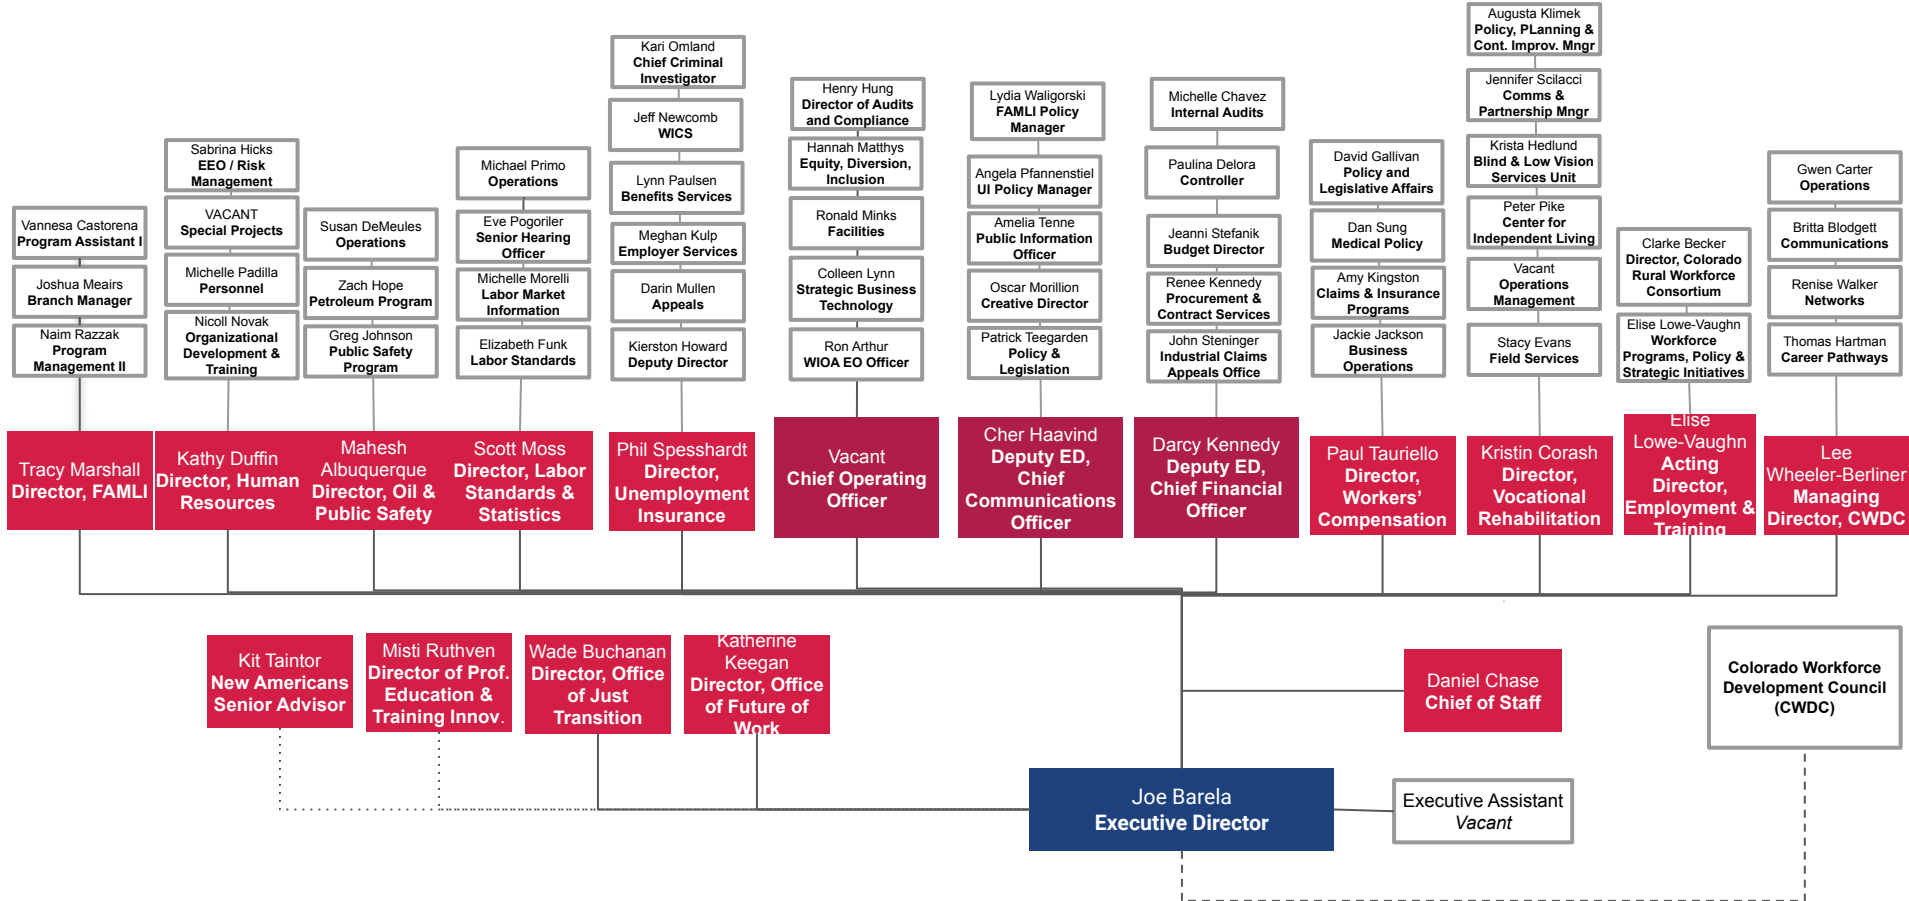 Vannesa Castorena
Program Assistant I
Joshua Meairs
Branch Manager
Naim Razzak
Program
Management II
Tracy Marshall
Director, FAMLI
Sabrina Hicks
EEO / Risk
Management
VACANT
Special Projects
Michelle Padilla
Personnel
Nicoll Novak
Organizational
Development &
Training
Kathy Duffin
Director, Human
Resources
Susan DeMeules
Operations
Zach Hope
Petroleum Program
Greg Johnson
Public Safety
Program
Mahesh
Albuquerque
Director, Oil &
Public Safety
Michael Primo
Operations
Eve Pogoriler
Senior Hearing
Officer
Michelle Morelli
Labor Market
Information
Elizabeth Funk
Labor Standards
Scott Moss
Director, Labor
Standards &
Statistics
Kari Omland
Chief Criminal
Investigator
Jeff Newcomb
WICS
Lynn Paulsen
Benefits Services
Meghan Kulp
Employer Services
Darin Mullen
Appeals
Kierston Howard
Deputy Director
Phil Spesshardt
Director,
Unemployment
Insurance
Henry Hung
Director of Audits
and Compliance
Hannah Matthys
Equity, Diversion,
Inclusion
Ronald Minks
Facilities
Colleen Lynn
Strategic Business
Technology
Ron Arthur
WIOA EO Officer
Vacant
Chief Operating
Officer
Lydia Waligorski
FAMLI Policy
Manager
Angela Pfannenstiel
UI Policy Manager
Amelia Tenne
Public Information
Officer
Oscar Morillion
Creative Director
Patrick Teegarden
Policy &
Legislation
Cher Haavind
Deputy ED,
Chief
Communications
Officer
Michelle Chavez
Internal Audits
Paulina Delora
Controller
Jeanni Stefanik
Budget Director
Renee Kennedy
Procurement &
Contract Services
John Steninger
Industrial Claims
Appeals Office
Darcy Kennedy
Deputy ED,
Chief Financial
Officer
David Gallivan
Policy and
Legislative Affairs
Dan Sung
Medical Policy
Amy Kingston
Claims & Insurance
Programs
Jackie Jackson
Business
Operations
Paul Tauriello
Director,
Workers’
Compensation
Augusta Klimek
Policy, PLanning &
Cont. Improv. Mngr
Jennifer Scilacci
Comms &
Partnership Mngr
Krista Hedlund
Blind & Low Vision
Services Unit
Peter Pike
Center for
Independent Living
Vacant
Operations
Management
Stacy Evans
Field Services
Kristin Corash
Director,
Vocational
Rehabilitation
Clarke Becker
Director, Colorado
Rural Workforce
Consortium
Elise Lowe-Vaughn
Workforce
Programs, Policy &
Strategic Initiatives
Elise
Lowe-Vaughn
Acting
Director,
Employment &
Training
Gwen Carter
Operations
Britta Blodgett
Communications
Renise Walker
Networks
Thomas Hartman
Career Pathways
Lee
Wheeler-Berliner
Managing
Director, CWDC
Kit Taintor
New Americans
Senior Advisor
Misti Ruthven
Director of Prof.
Education &
Training Innov.
Wade Buchanan
Director, Office
of Just
Transition
Katherine
Keegan
Director, Office
of Future of
Work
Daniel Chase
Chief of Staff
Colorado Workforce
Development Council
(CWDC)
Joe Barela
Executive Director
Executive Assistant
Vacant